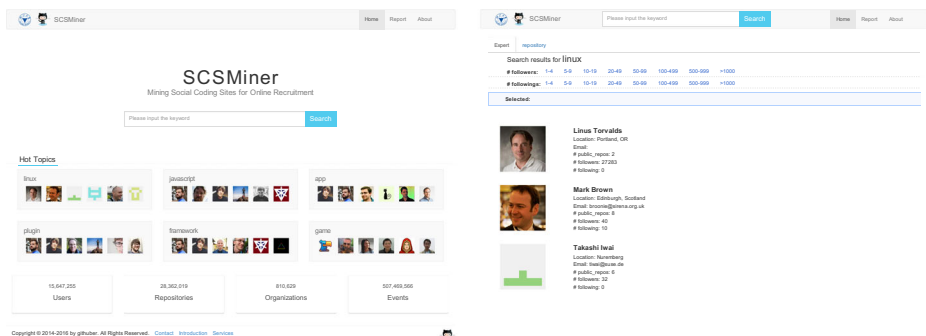 SCSMiner
Home Report About
SCSMiner
Mining Social Coding Sites for Online Recruitment
Please input the keyword Search
Hot Topics
linux
javascript
app
plugin
framework
game
15,647,255
Users
28,362,019
Repositories
810,629
Organizations
507,469,566
Events
Copyright © 2014-2016 by githuber. All Rights Reserved. Contact Introduction Services
SCSMiner
Please input the keyword Search
Home Report About
Expert repository
Search results for linux
# followers: 1-4 5-9 10-19 20-49 50-99 100-499 500-999 >1000
# followings: 1-4 5-9 10-19 20-49 50-99 100-499 500-999 >1000
Selected:
Linus Torvalds
Location: Portland, OR
Email:
# public_repos: 2
# followers: 27283
# following: 0
Mark Brown
Location: Edinburgh, Scotland
Email: broonie@sirena.org.uk
# public_repos: 8
# followers: 40
# following: 10
Takashi Iwai
Location: Nuremberg
Email: tiwai@suse.de
# public_repos: 6
# followers: 32
# following: 0